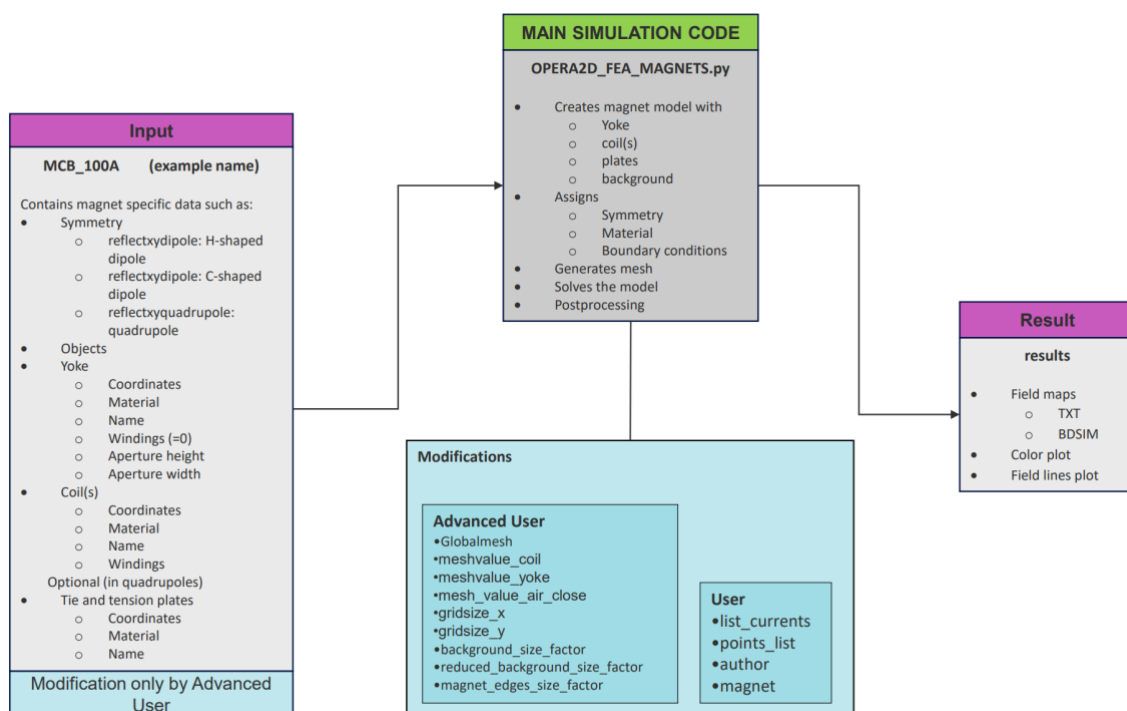 Input
MCB_100A (example name)
Contains magnet specific data such as:
• Symmetry
o reflectxydipole: H-shaped
dipole
o reflectxydipole: C-shaped
dipole
o reflectxyquadrupole:
quadrupole
• Objects
• Yoke
o Coordinates
o Material
o Name
o Windings (=0)
o Aperture height
o Aperture width
• Coil(s)
o Coordinates
o Material
o Name
o Windings
Optional (in quadrupoles)
• Tie and tension plates
o Coordinates
o Material
o Name
Modification only by Advanced
User
MAIN SIMULATION CODE
OPERA2D_FEA_MAGNETS.py
• Creates magnet model with
o Yoke
o coil(s)
o plates
o background
• Assigns
o Symmetry
o Material
o Boundary conditions
• Generates mesh
• Solves the model
• Postprocessing
Modifications
Advanced User
•Globalmesh
•meshvalue_coil
•meshvalue_yoke
•mesh_value_air_close
•gridsize_x
•gridsize_y
•background_size_factor
•reduced_background_size_factor
•magnet_edges_size_factor
User
•list_currents
•points_list
•author
•magnet
Result
results
• Field maps
o TXT
o BDSIM
• Color plot
• Field lines plot